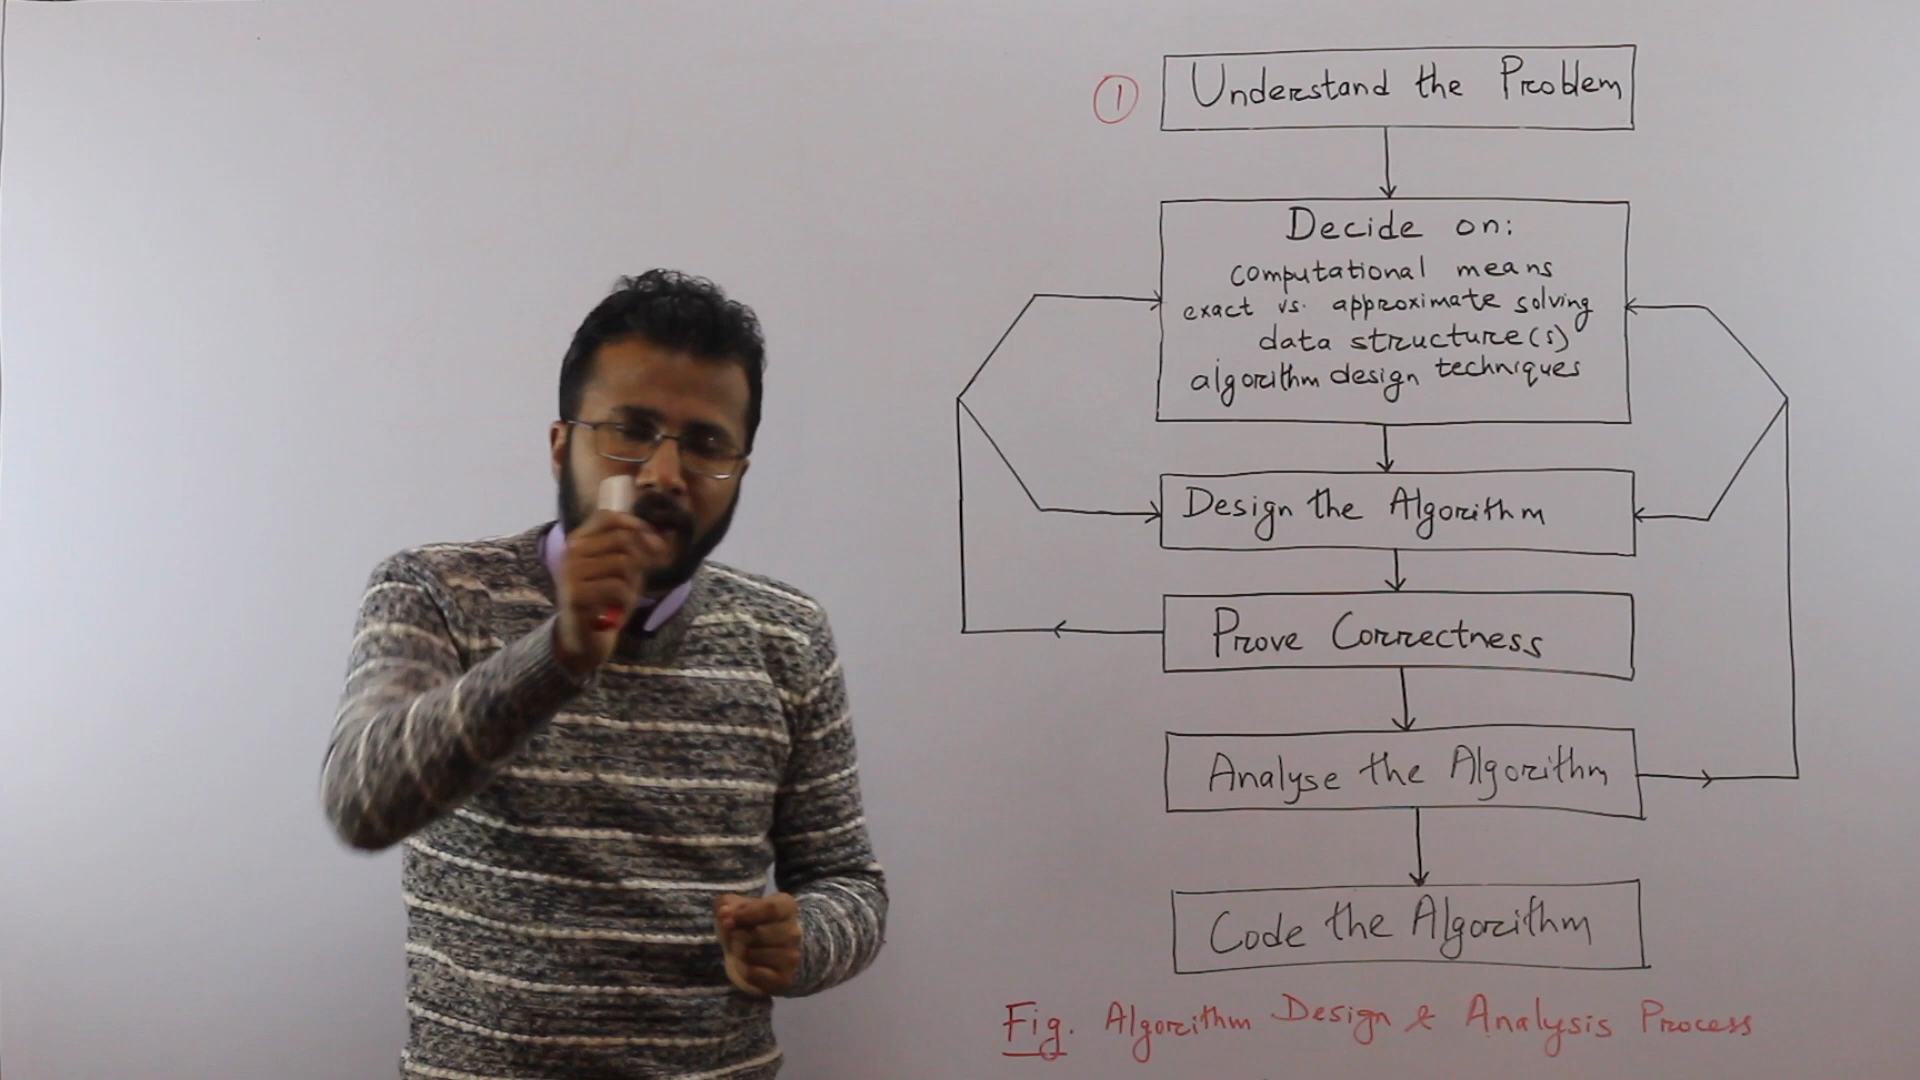 ① Understand the Problem
Decide on:
computational means
exact vs. approximate solving
data structure(s)
algorithm design techniques
Design the Algorithm
Prove Correctness
Analyse the Algorithm
Code the Algorithm
Fig. Algorithm Design & Analysis Process